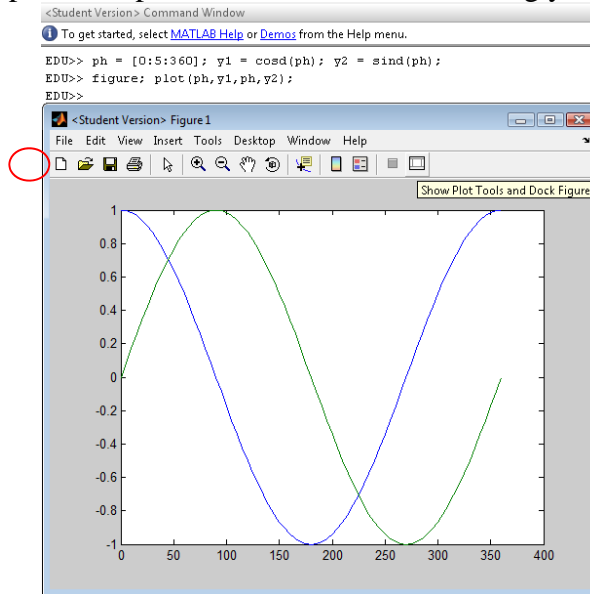 <Student Version> Command Window
To get started, select MATLAB Help or Demos from the Help menu.
EDU>> ph = [0:5:360]; y1 = cosd(ph); y2 = sind(ph);
EDU>> figure; plot(ph,y1,ph,y2);
EDU>>
<Student Version> Figure 1
File Edit View Insert Tools Desktop Window Help
Show Plot Tools and Dock Figure
1
0.8
0.6
0.4
0.2
0
-0.2
-0.4
-0.6
-0.8
-1
0 50 100 150 200 250 300 350 400